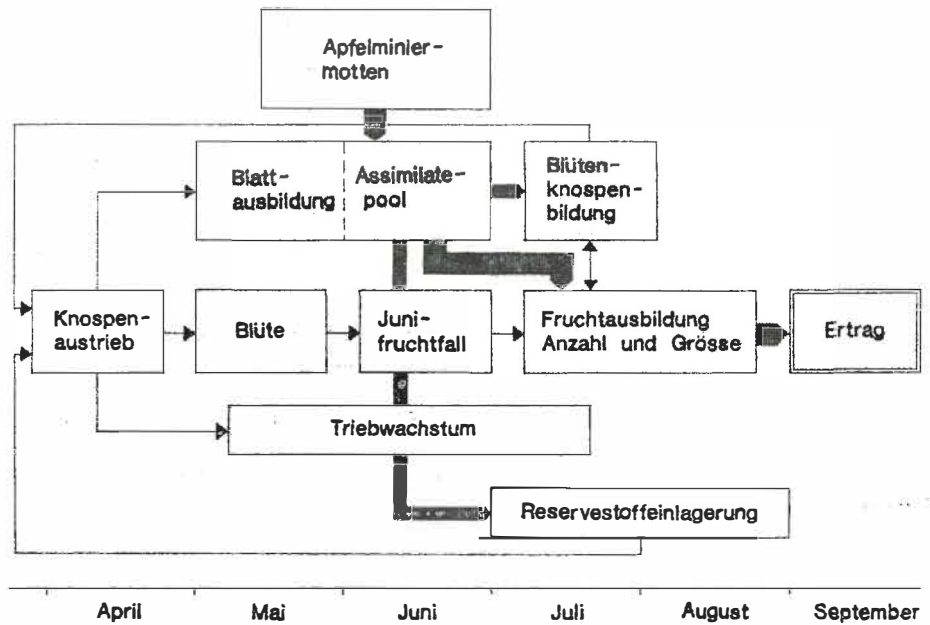 Apfelminier-
motten
Blatt-
ausbildung
Assimilate-
pool
Blüten-
knospen-
bildung
Knospen-
austrieb
Blüte
Juni-
fruchtfall
Fruchtausbildung
Anzahl und Grösse
Ertrag
Triebwachstum
Reservestoffeinlagerung
April Mai Juni Juli August September